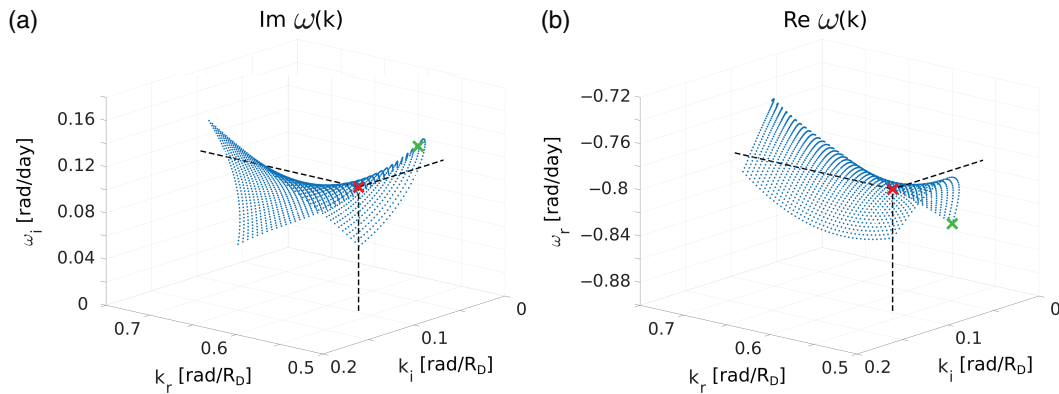 (a)
Im ω(k)
ω_i [rad/day]
0.16
0.12
0.08
0.04
0
0.7
0.6
0.5
k_r [rad/R_D]
0.2
0.1
0
k_i [rad/R_D]
(b)
Re ω(k)
ω_r [rad/day]
−0.72
−0.76
−0.8
−0.84
−0.88
0.7
0.6
0.5
k_r [rad/R_D]
0.2
0.1
0
k_i [rad/R_D]